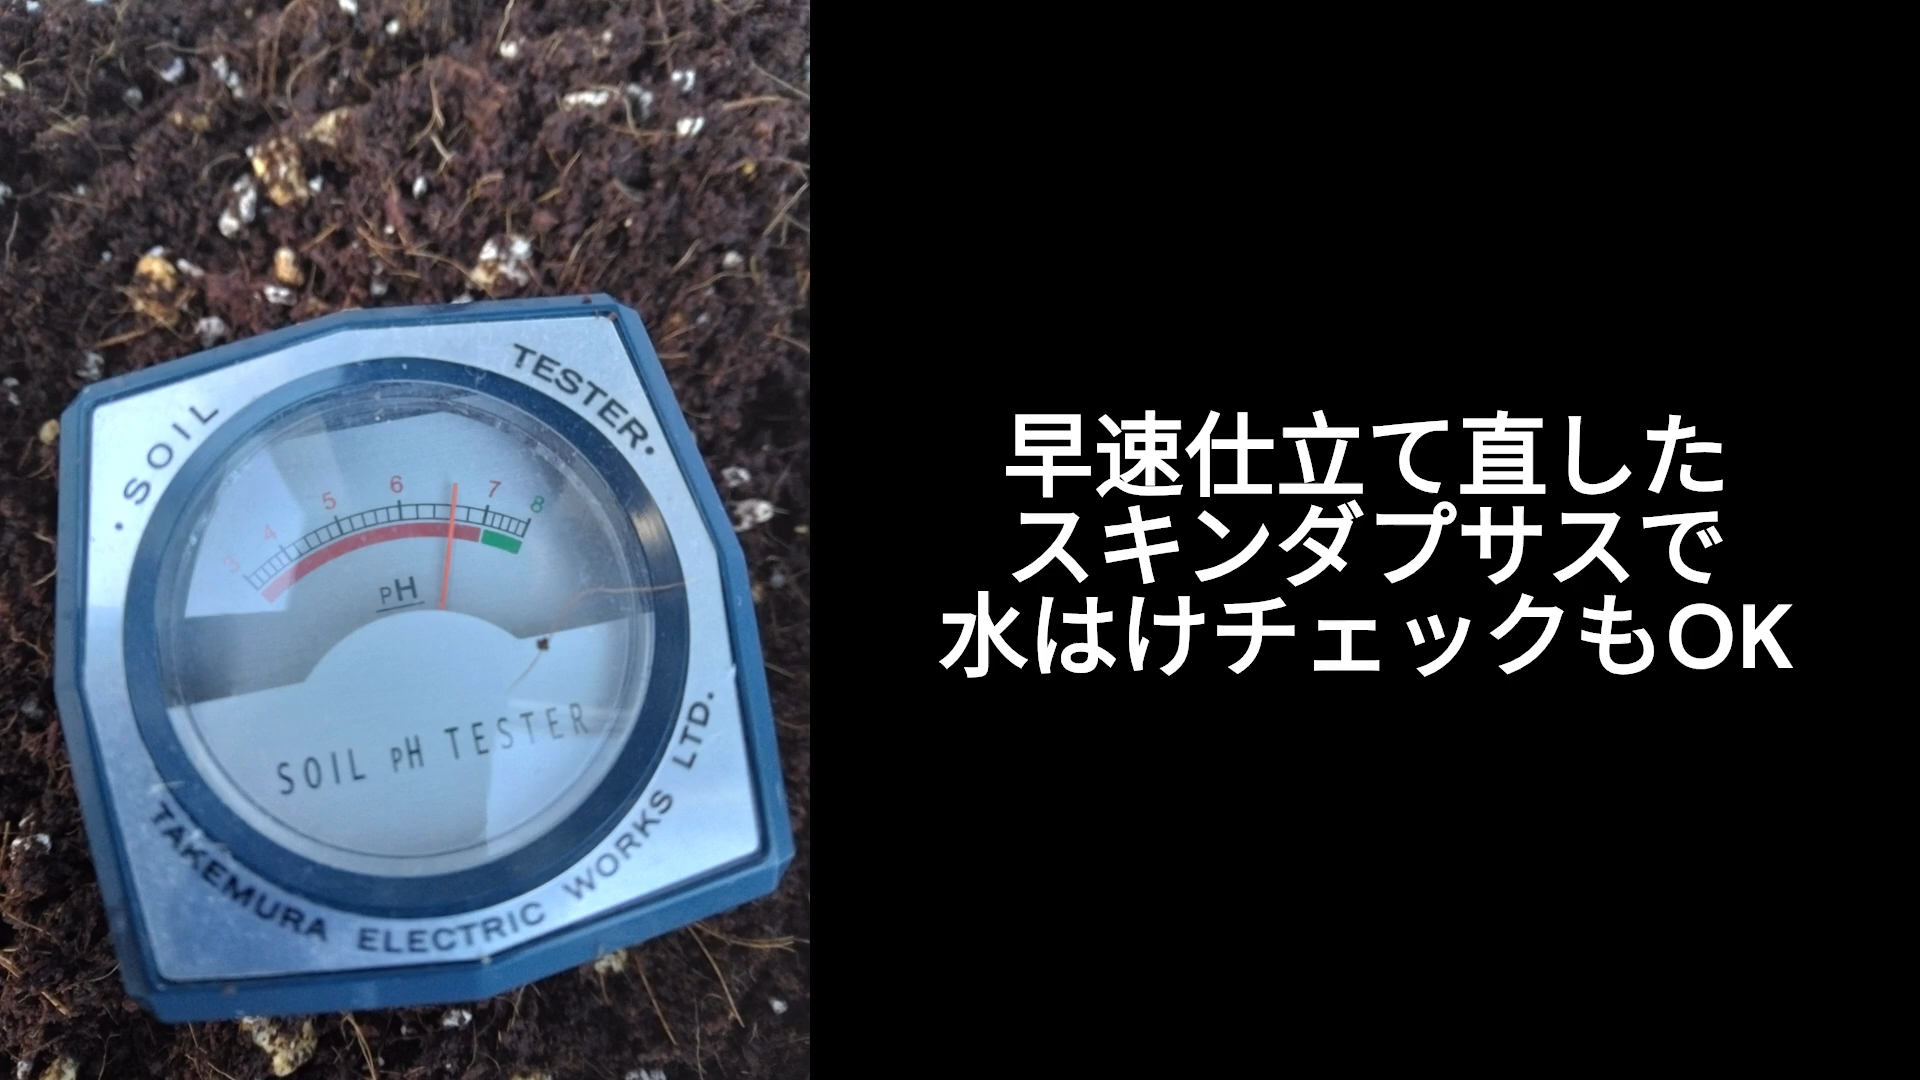 • SOIL TESTER •
3 4 5 6 7 8
pH
SOIL pH TESTER
TAKEMURA ELECTRIC WORKS LTD.
早速仕立て直した
スキンダプサスで
水はけチェックもOK